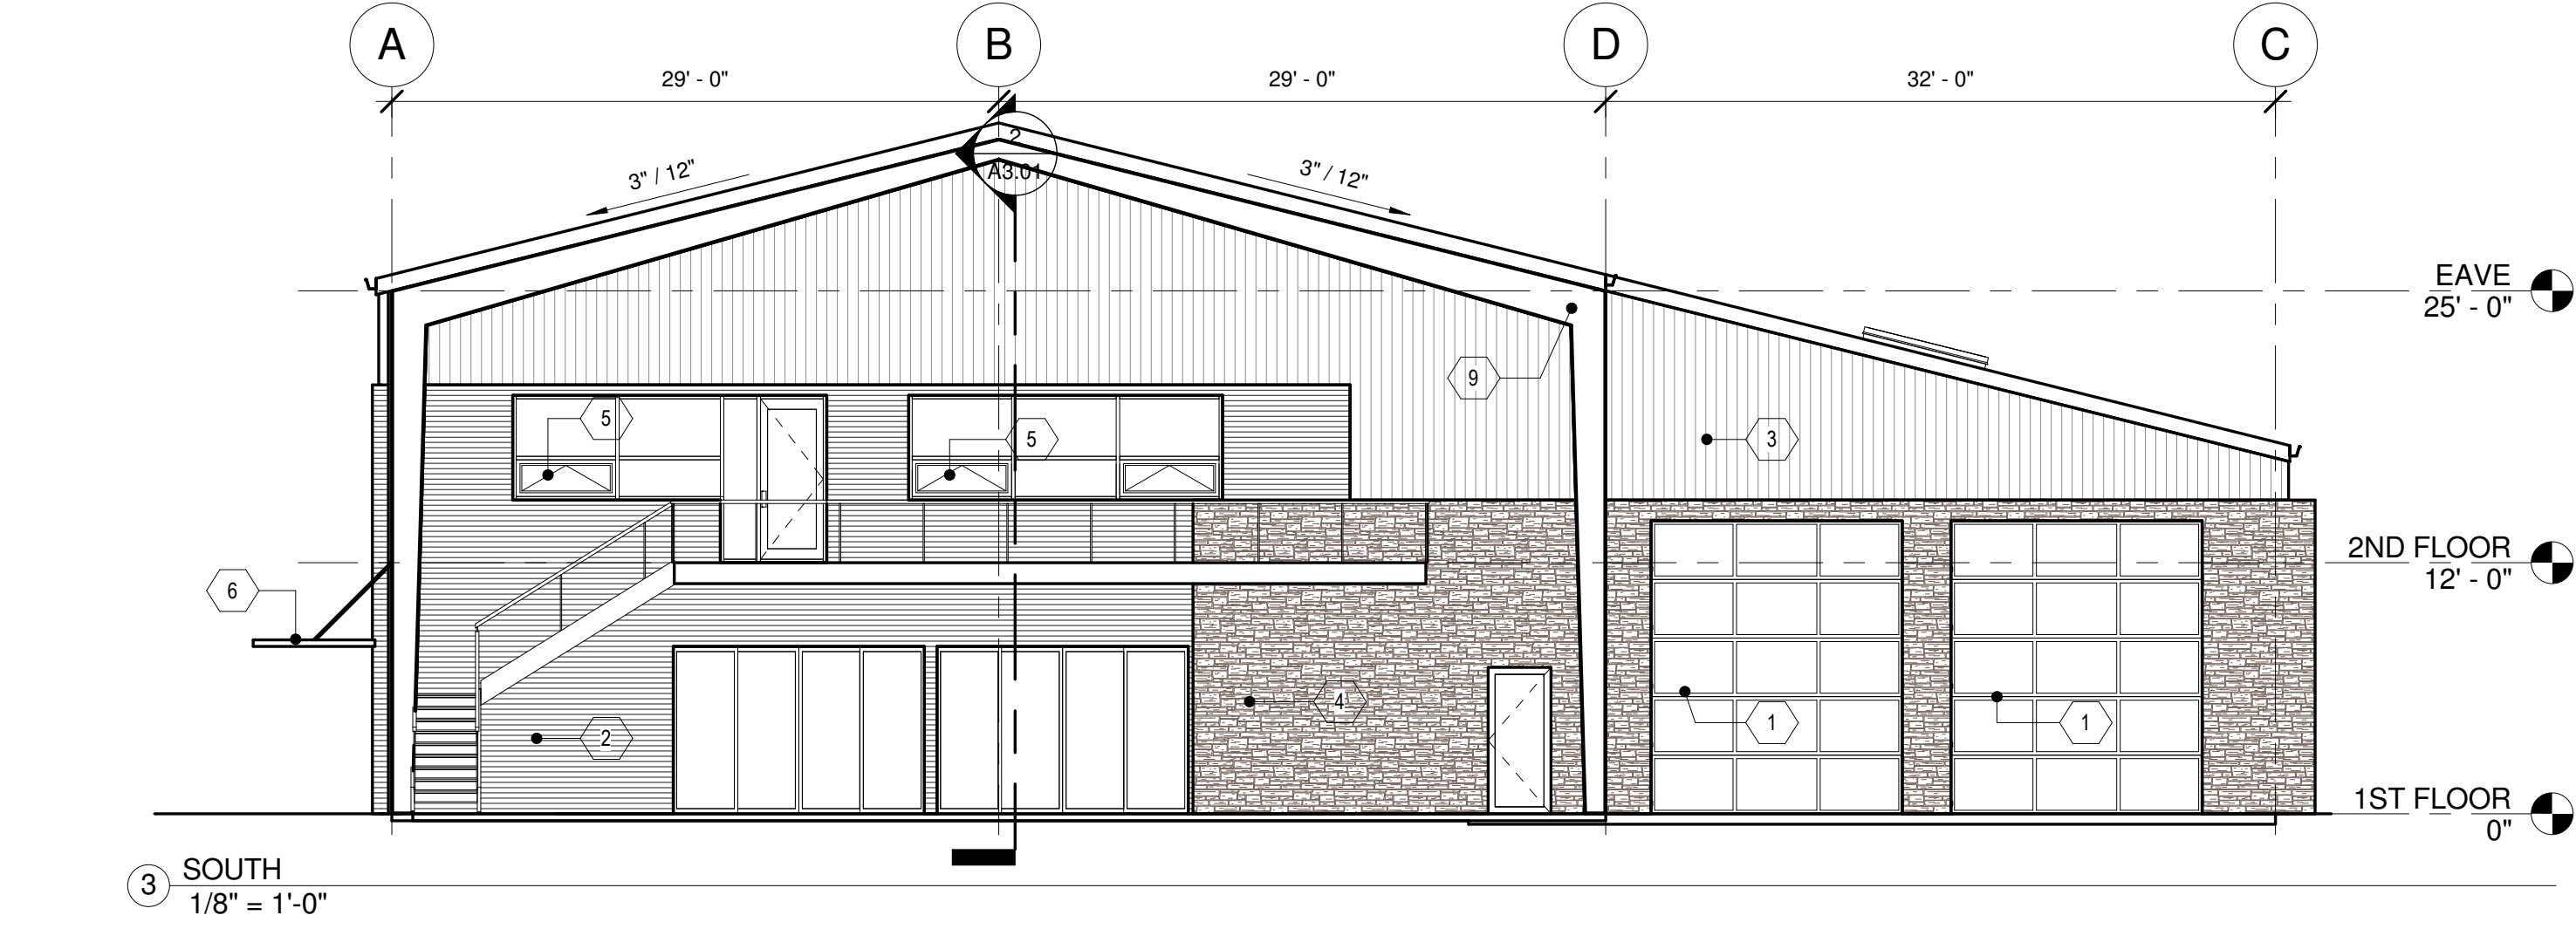 A
B
D
C
29' - 0"
29' - 0"
32' - 0"
2
A3.01
3" / 12"
3" / 12"
EAVE
25' - 0"
9
5
5
3
2ND FLOOR
12' - 0"
6
4
1
1
2
1ST FLOOR
0"
3
SOUTH
1/8" = 1'-0"